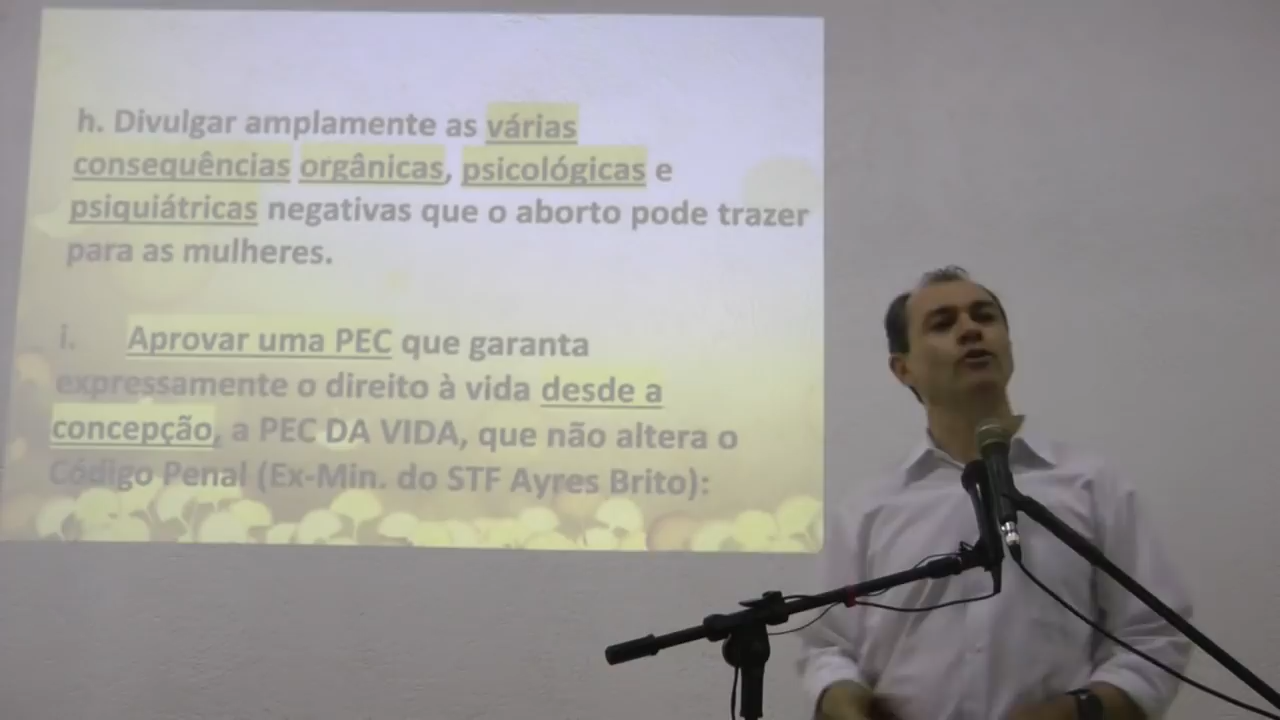 h. Divulgar amplamente as várias
consequências orgânicas, psicológicas e
psiquiátricas negativas que o aborto pode trazer
para as mulheres.
i. Aprovar uma PEC que garanta
expressamente o direito à vida desde a
concepção, a PEC DA VIDA, que não altera o
Código Penal (Ex-Min. do STF Ayres Brito):